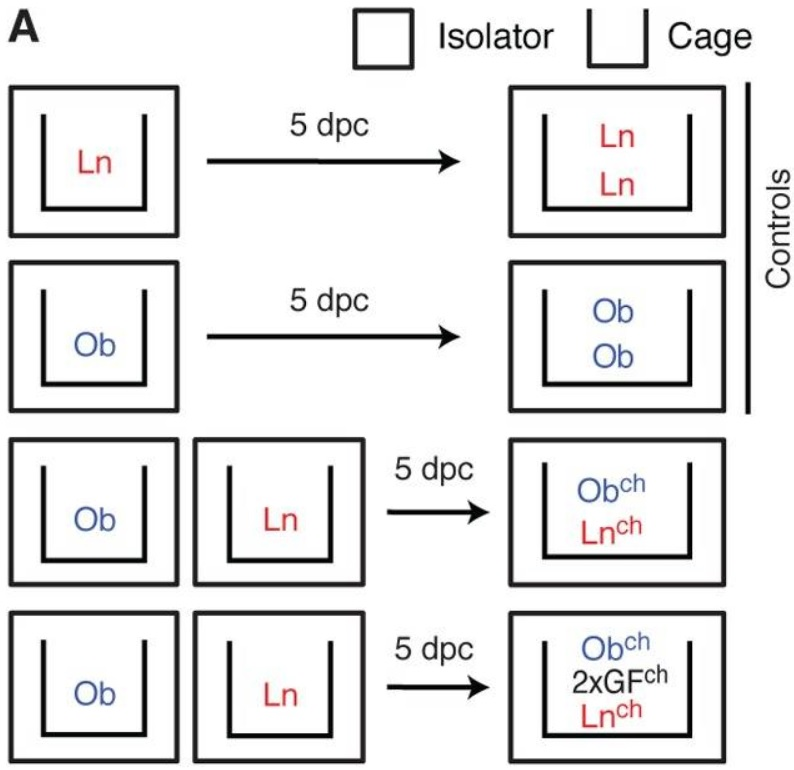 A
Isolator
Cage
Ln
5 dpc
Ln
Ln
Controls
Ob
5 dpc
Ob
Ob
Ob
Ln
5 dpc
Obch
Lnch
Ob
Ln
5 dpc
Obch
2xGFch
Lnch